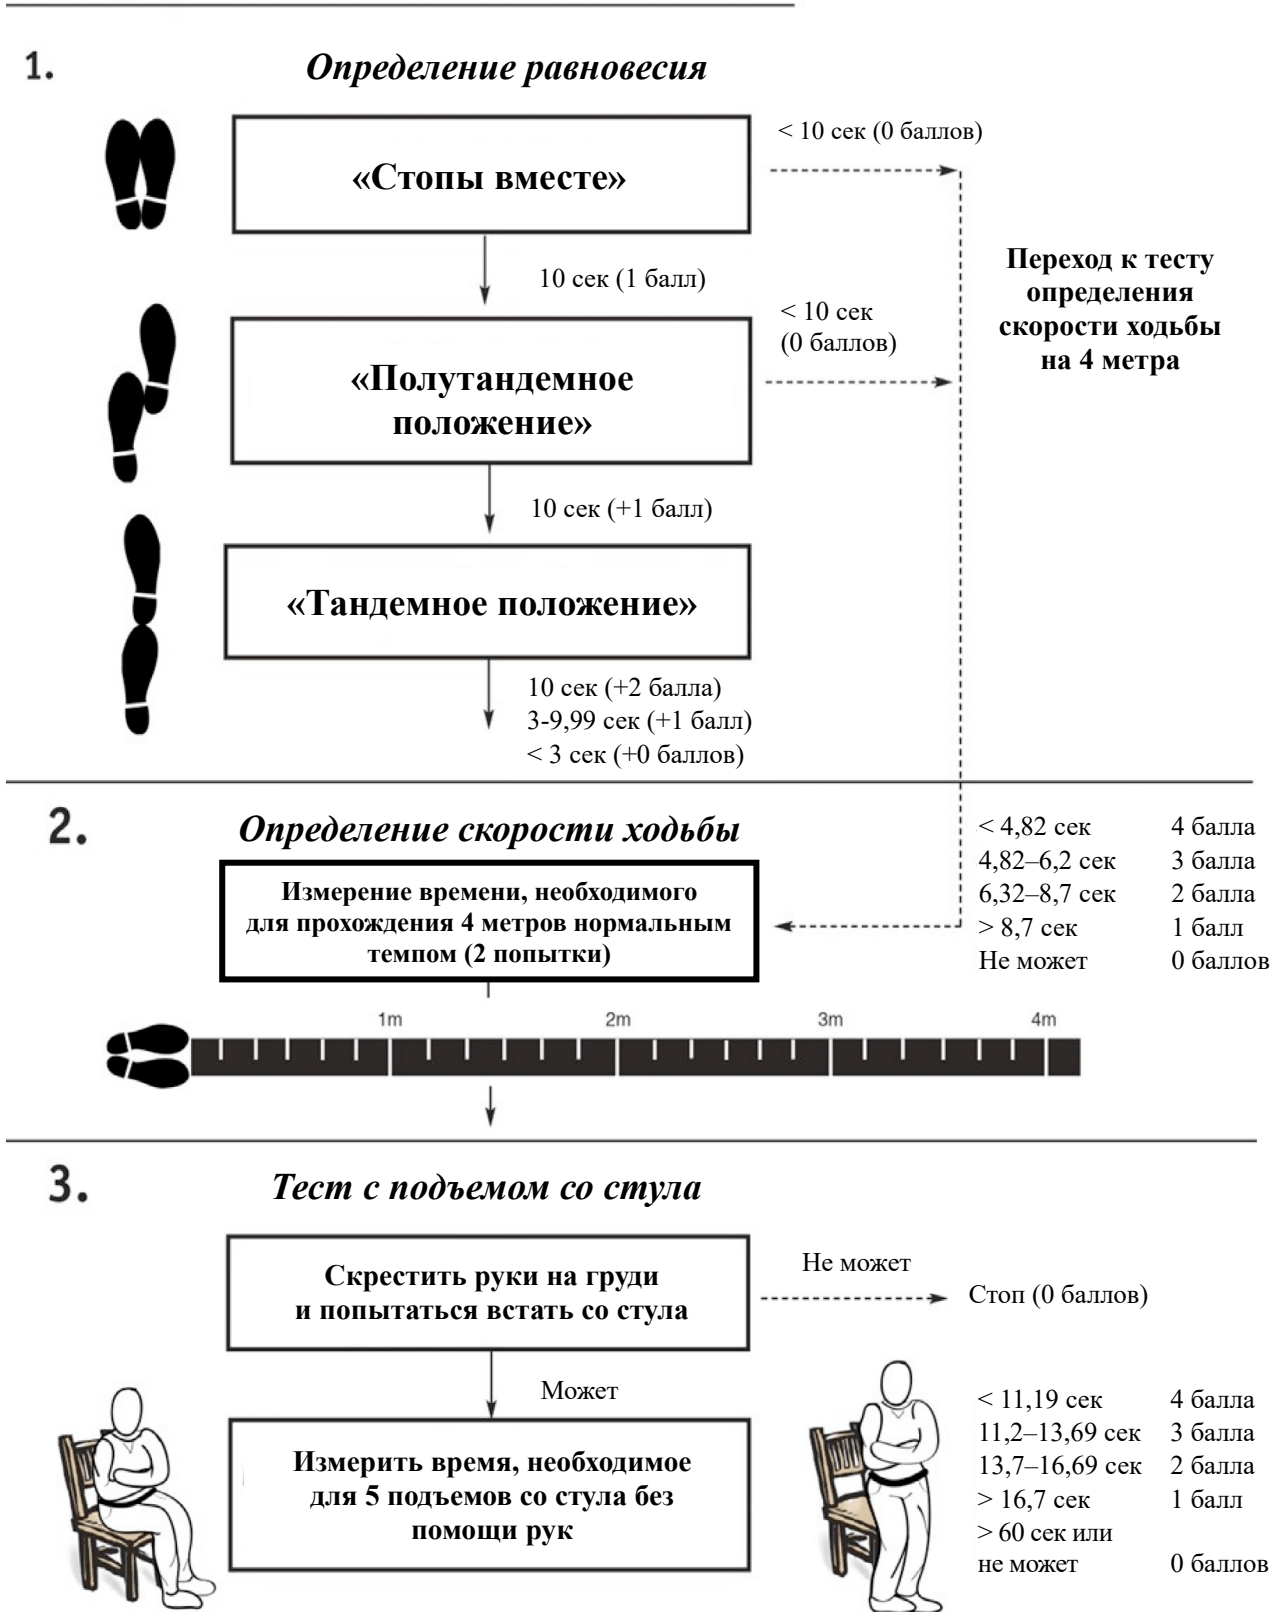 1.
Определение равновесия
«Стопы вместе»
< 10 сек (0 баллов)
10 сек (1 балл)
Переход к тесту
определения
скорости ходьбы
на 4 метра
«Полутандемное
положение»
< 10 сек
(0 баллов)
10 сек (+1 балл)
«Тандемное положение»
10 сек (+2 балла)
3-9,99 сек (+1 балл)
< 3 сек (+0 баллов)
2.
Определение скорости ходьбы
Измерение времени, необходимого
для прохождения 4 метров нормальным
темпом (2 попытки)
< 4,82 сек 4 балла
4,82–6,2 сек 3 балла
6,32–8,7 сек 2 балла
> 8,7 сек 1 балл
Не может 0 баллов
1m 2m 3m 4m
3.
Тест с подъемом со стула
Скрестить руки на груди
и попытаться встать со стула
Не может
Стоп (0 баллов)
Может
Измерить время, необходимое
для 5 подъемов со стула без
помощи рук
< 11,19 сек 4 балла
11,2–13,69 сек 3 балла
13,7–16,69 сек 2 балла
> 16,7 сек 1 балл
> 60 сек или
не может 0 баллов